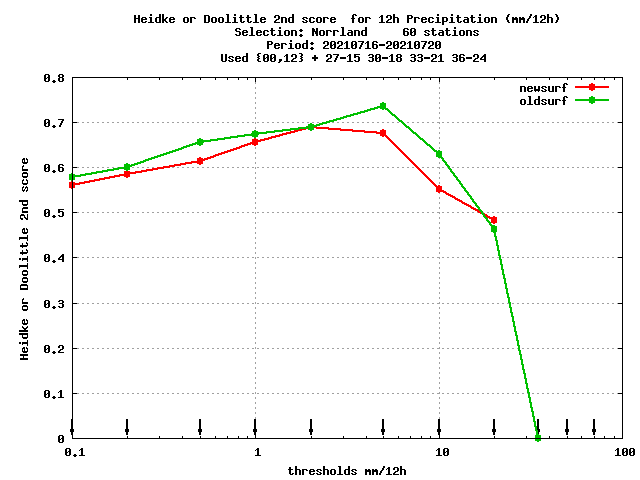 Heidke or Doolittle 2nd score  for 12h Precipitation (mm/12h)
Selection: Norrland     60 stations
Period: 20210716-20210720
Used {00,12} + 27-15 30-18 33-21 36-24
newsurf
oldsurf
0.8
0.7
0.6
0.5
0.4
0.3
0.2
0.1
0
Heidke or Doolittle 2nd score
0.1 1 10 100
thresholds mm/12h